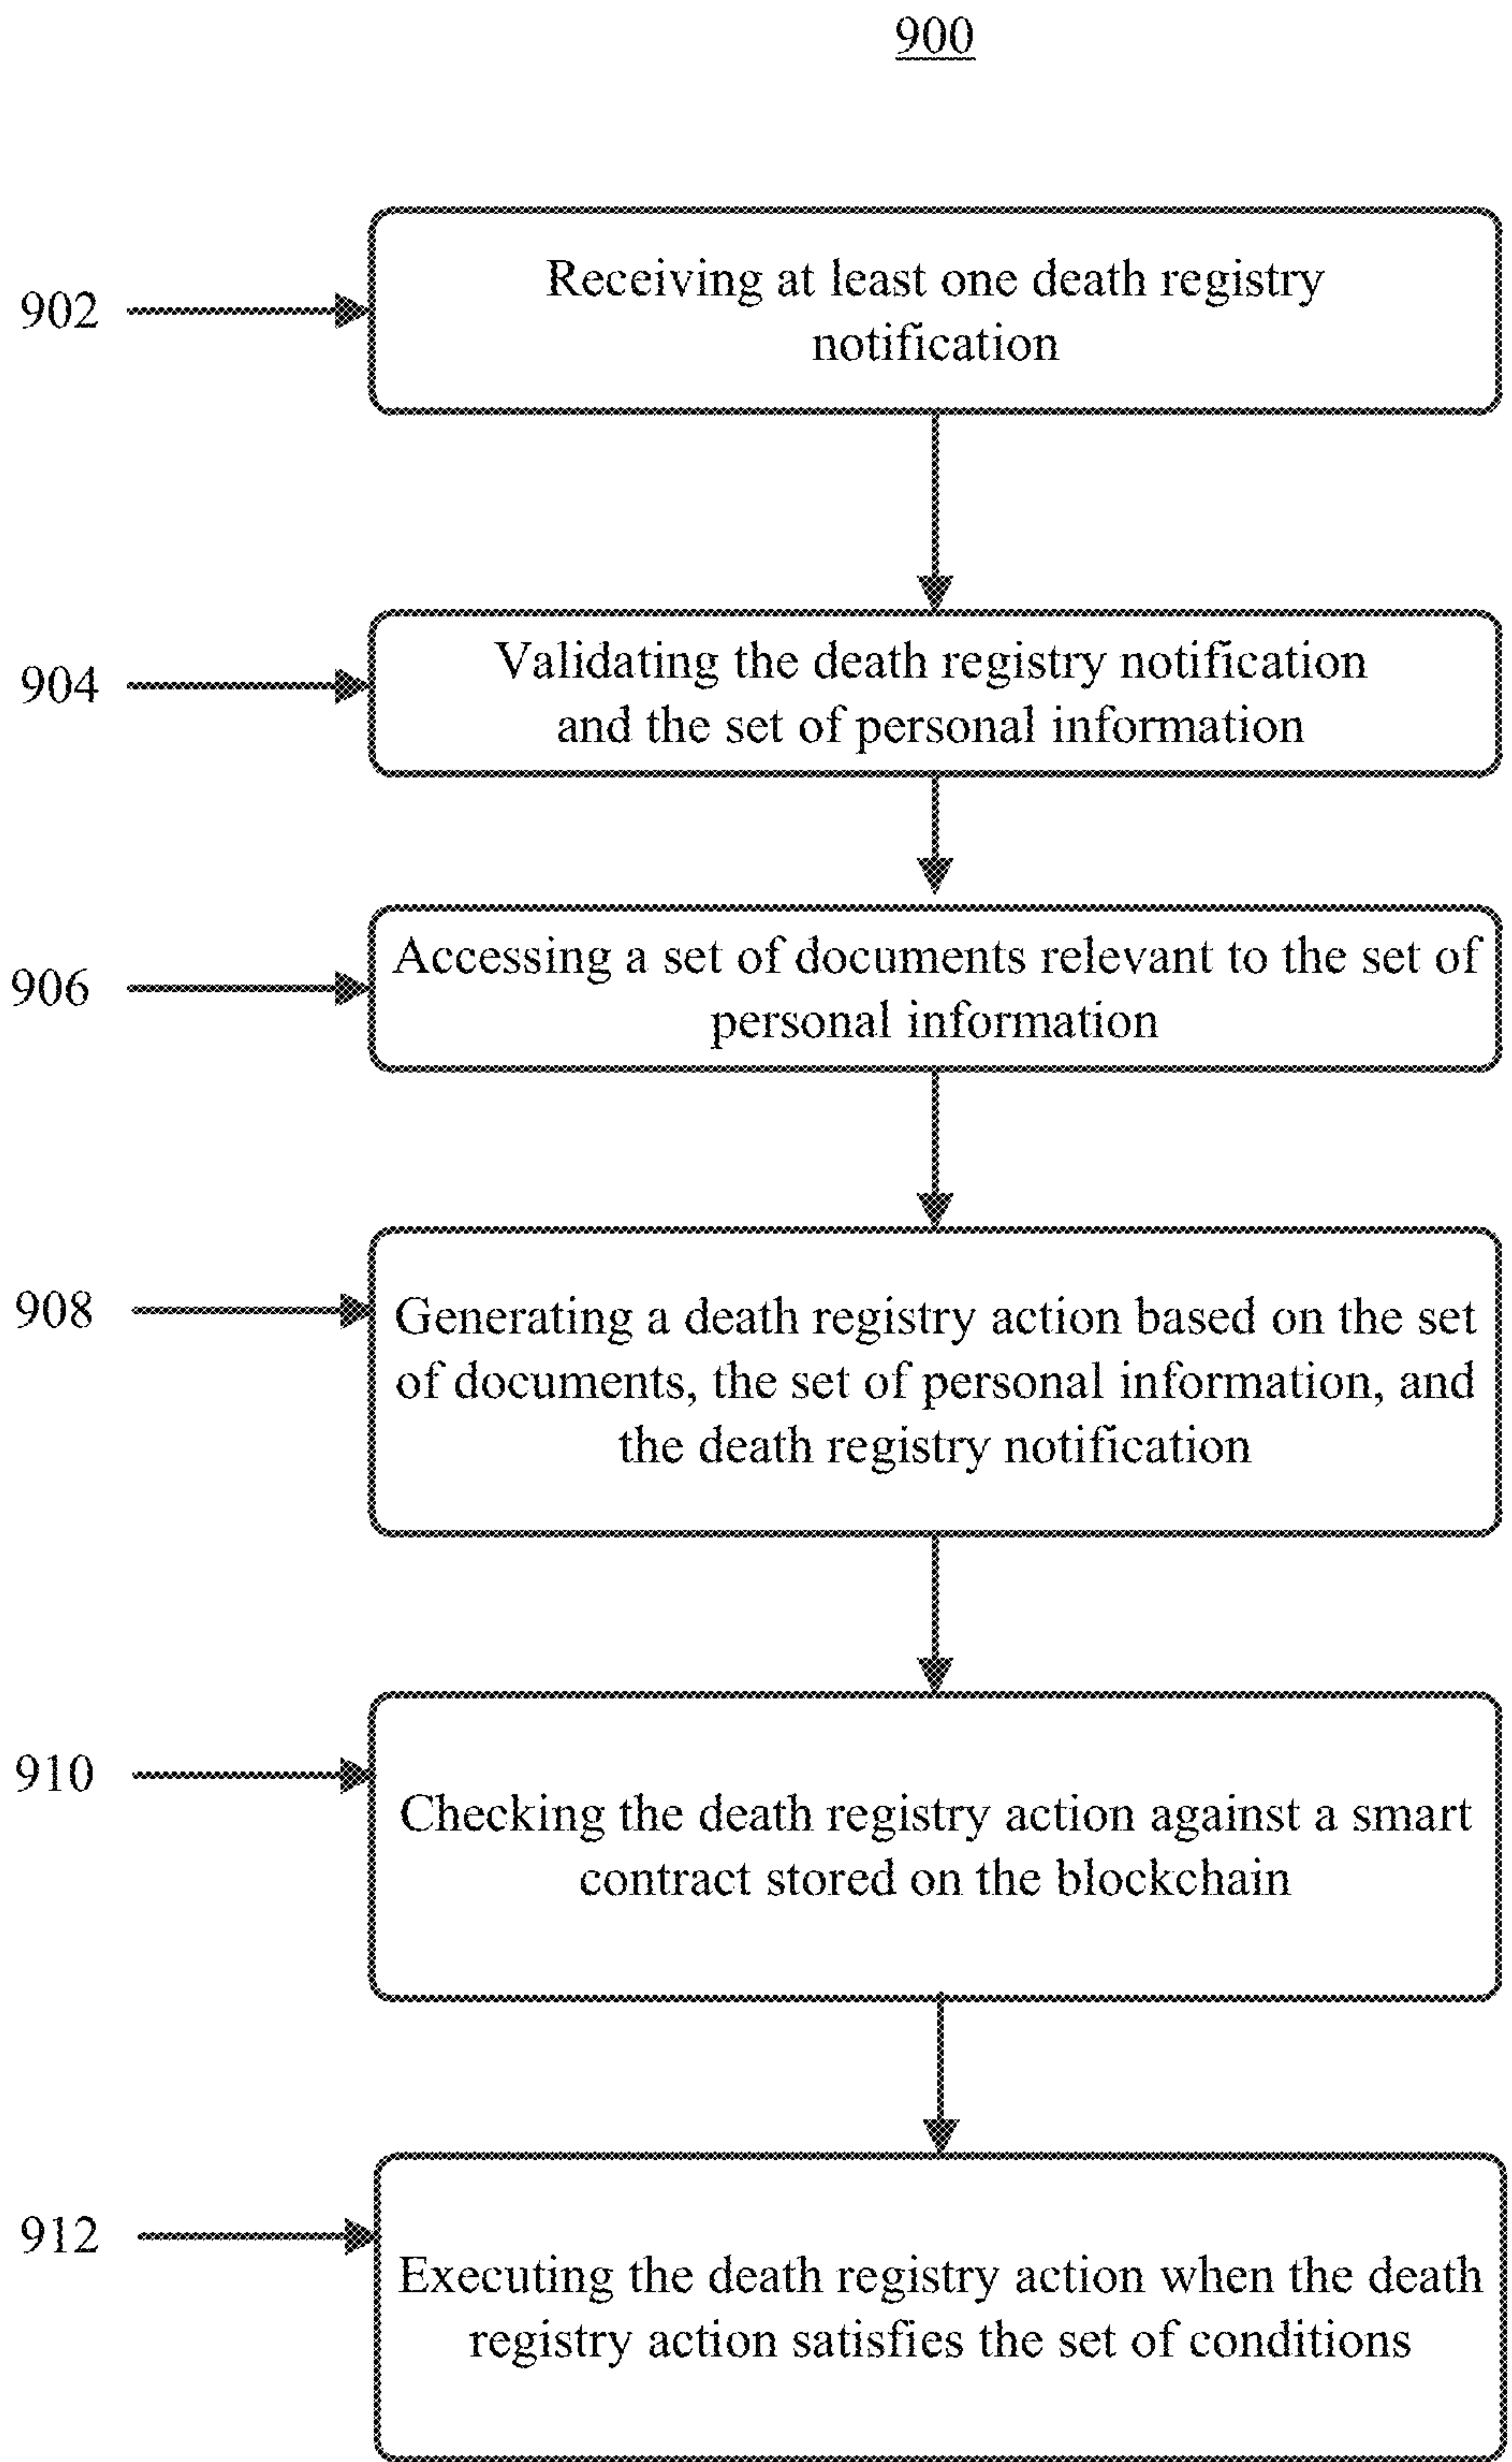 900
902
Receiving at least one death registry
notification
904
Validating the death registry notification
and the set of personal information
906
Accessing a set of documents relevant to the set of
personal information
908
Generating a death registry action based on the set
of documents, the set of personal information, and
the death registry notification
910
Checking the death registry action against a smart
contract stored on the blockchain
912
Executing the death registry action when the death
registry action satisfies the set of conditions